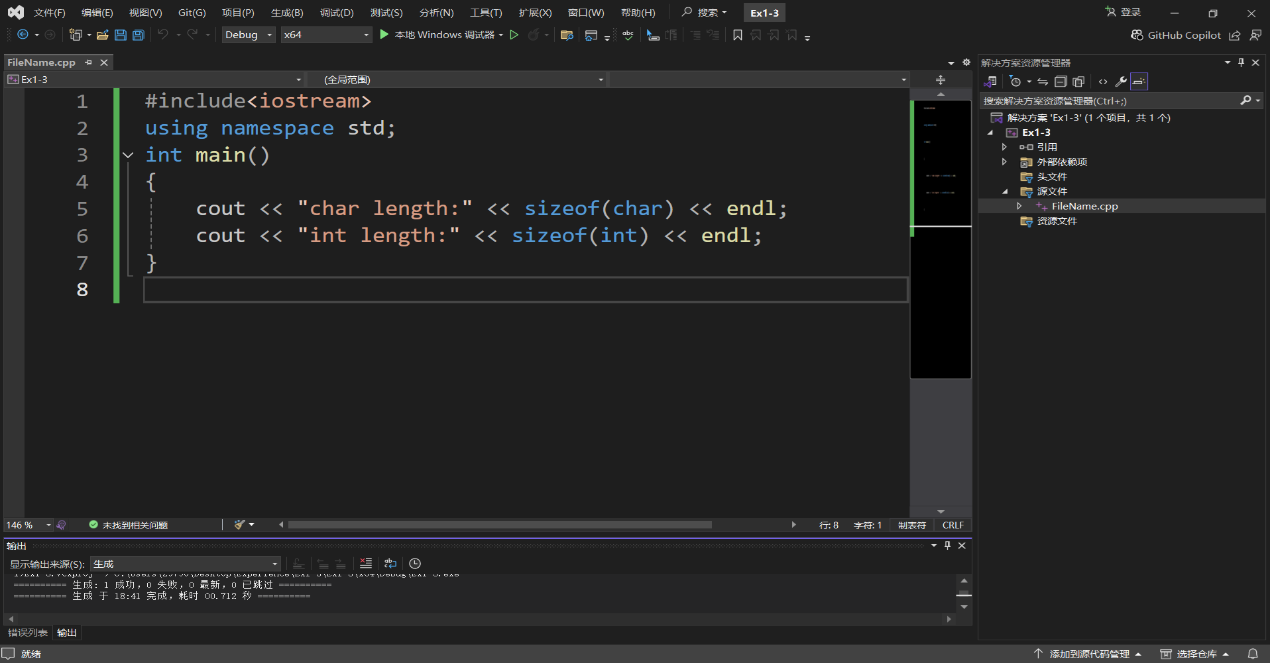 文件(F) 编辑(E) 视图(V) Git(G) 项目(P) 生成(B) 调试(D) 测试(S) 分析(N) 工具(T) 扩展(X) 窗口(W) 帮助(H) 搜索 Ex1-3 登录
Debug x64 本地 Windows 调试器 GitHub Copilot
FileName.cpp
Ex1-3 (全局范围)
1 #include<iostream>
2 using namespace std;
3 int main()
4 {
5 cout << "char length:" << sizeof(char) << endl;
6 cout << "int length:" << sizeof(int) << endl;
7 }
8
146 % 未找到相关问题 行: 8 字符: 1 制表符 CRLF
输出
显示输出来源(S): 生成
========== 生成: 1 成功，0 失败，0 最新，0 已跳过 ==========
========== 生成 于 18:41 完成，耗时 00.712 秒 ==========
错误列表 输出
解决方案资源管理器
搜索解决方案资源管理器(Ctrl+;)
解决方案 'Ex1-3' (1 个项目，共 1 个)
Ex1-3
引用
外部依赖项
头文件
源文件
FileName.cpp
资源文件
就绪 添加到源代码管理 选择仓库